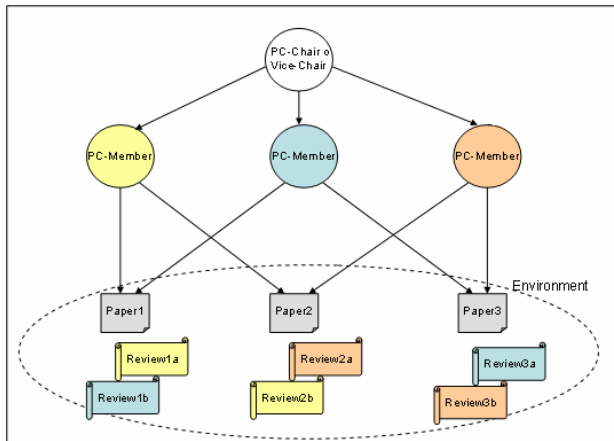 PC-Chair o
Vice-Chair
PC-Member
PC-Member
PC-Member
Environment
Paper1
Paper2
Paper3
Review1a
Review2a
Review3a
Review1b
Review2b
Review3b